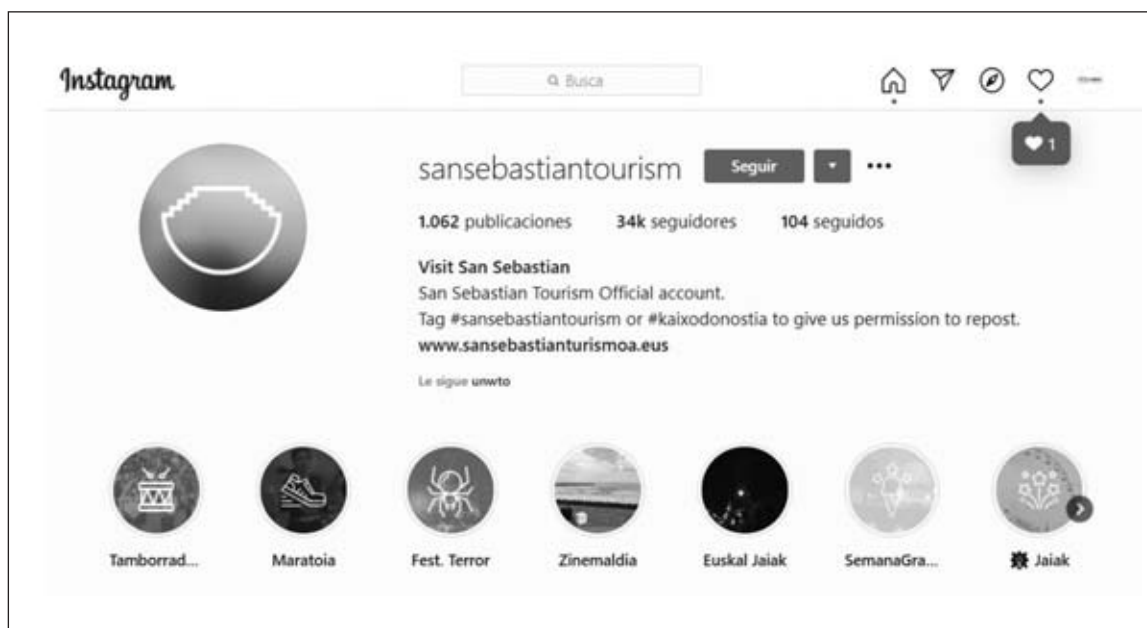 Instagram
Busca
1
sansebastiantourism Seguir
1.062 publicaciones 34k seguidores 104 seguidos
Visit San Sebastian
San Sebastian Tourism Official account.
Tag #sansebastiantourism or #kaixodonostia to give us permission to repost.
www.sansebastianturismoa.eus
Le sigue unwto
Tamborrad... Maratoia Fest. Terror Zinemaldia Euskal Jaiak SemanaGra... Jaiak